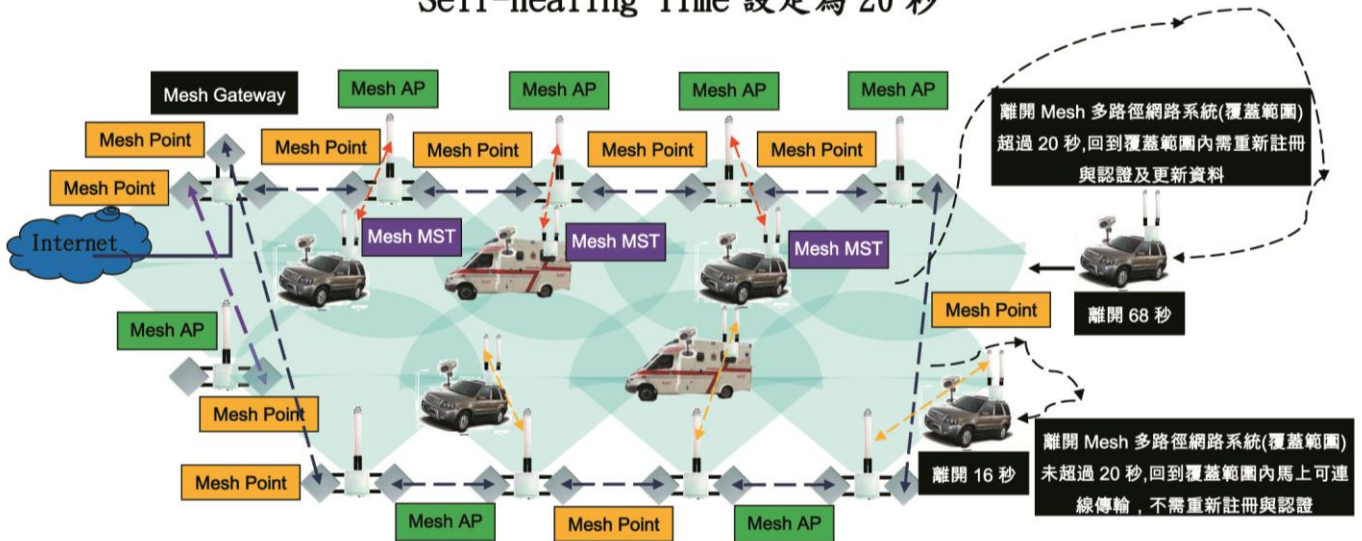 Self-healing Time 設定為 20 秒
Mesh Gateway
Mesh AP
Mesh AP
Mesh AP
Mesh AP
Mesh Point
Mesh Point
Mesh Point
Mesh Point
Mesh Point
Mesh Point
Internet
Mesh MST
Mesh MST
Mesh MST
離開 Mesh 多路徑網路系統(覆蓋範圍)
超過 20 秒,回到覆蓋範圍內需重新註冊
與認證及更新資料
離開 68 秒
Mesh Point
Mesh AP
Mesh Point
Mesh Point
離開 16 秒
離開 Mesh 多路徑網路系統(覆蓋範圍)
未超過 20 秒,回到覆蓋範圍內馬上可連
線傳輸，不需重新註冊與認證
Mesh AP
Mesh Point
Mesh AP